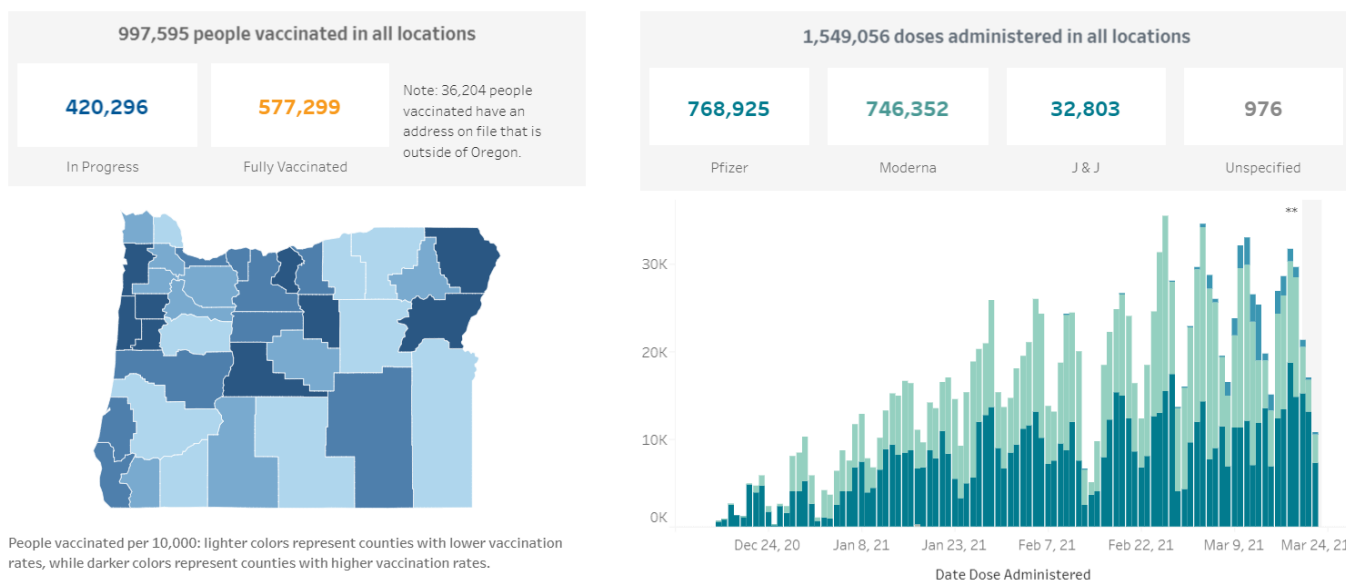 997,595 people vaccinated in all locations
420,296
In Progress
577,299
Fully Vaccinated
Note: 36,204 people
vaccinated have an
address on file that is
outside of Oregon.
People vaccinated per 10,000: lighter colors represent counties with lower vaccination
rates, while darker colors represent counties with higher vaccination rates.
1,549,056 doses administered in all locations
768,925
Pfizer
746,352
Moderna
32,803
J & J
976
Unspecified
**
30K
20K
10K
0K
Dec 24, 20
Jan 8, 21
Jan 23, 21
Feb 7, 21
Feb 22, 21
Mar 9, 21
Mar 24, 21
Date Dose Administered